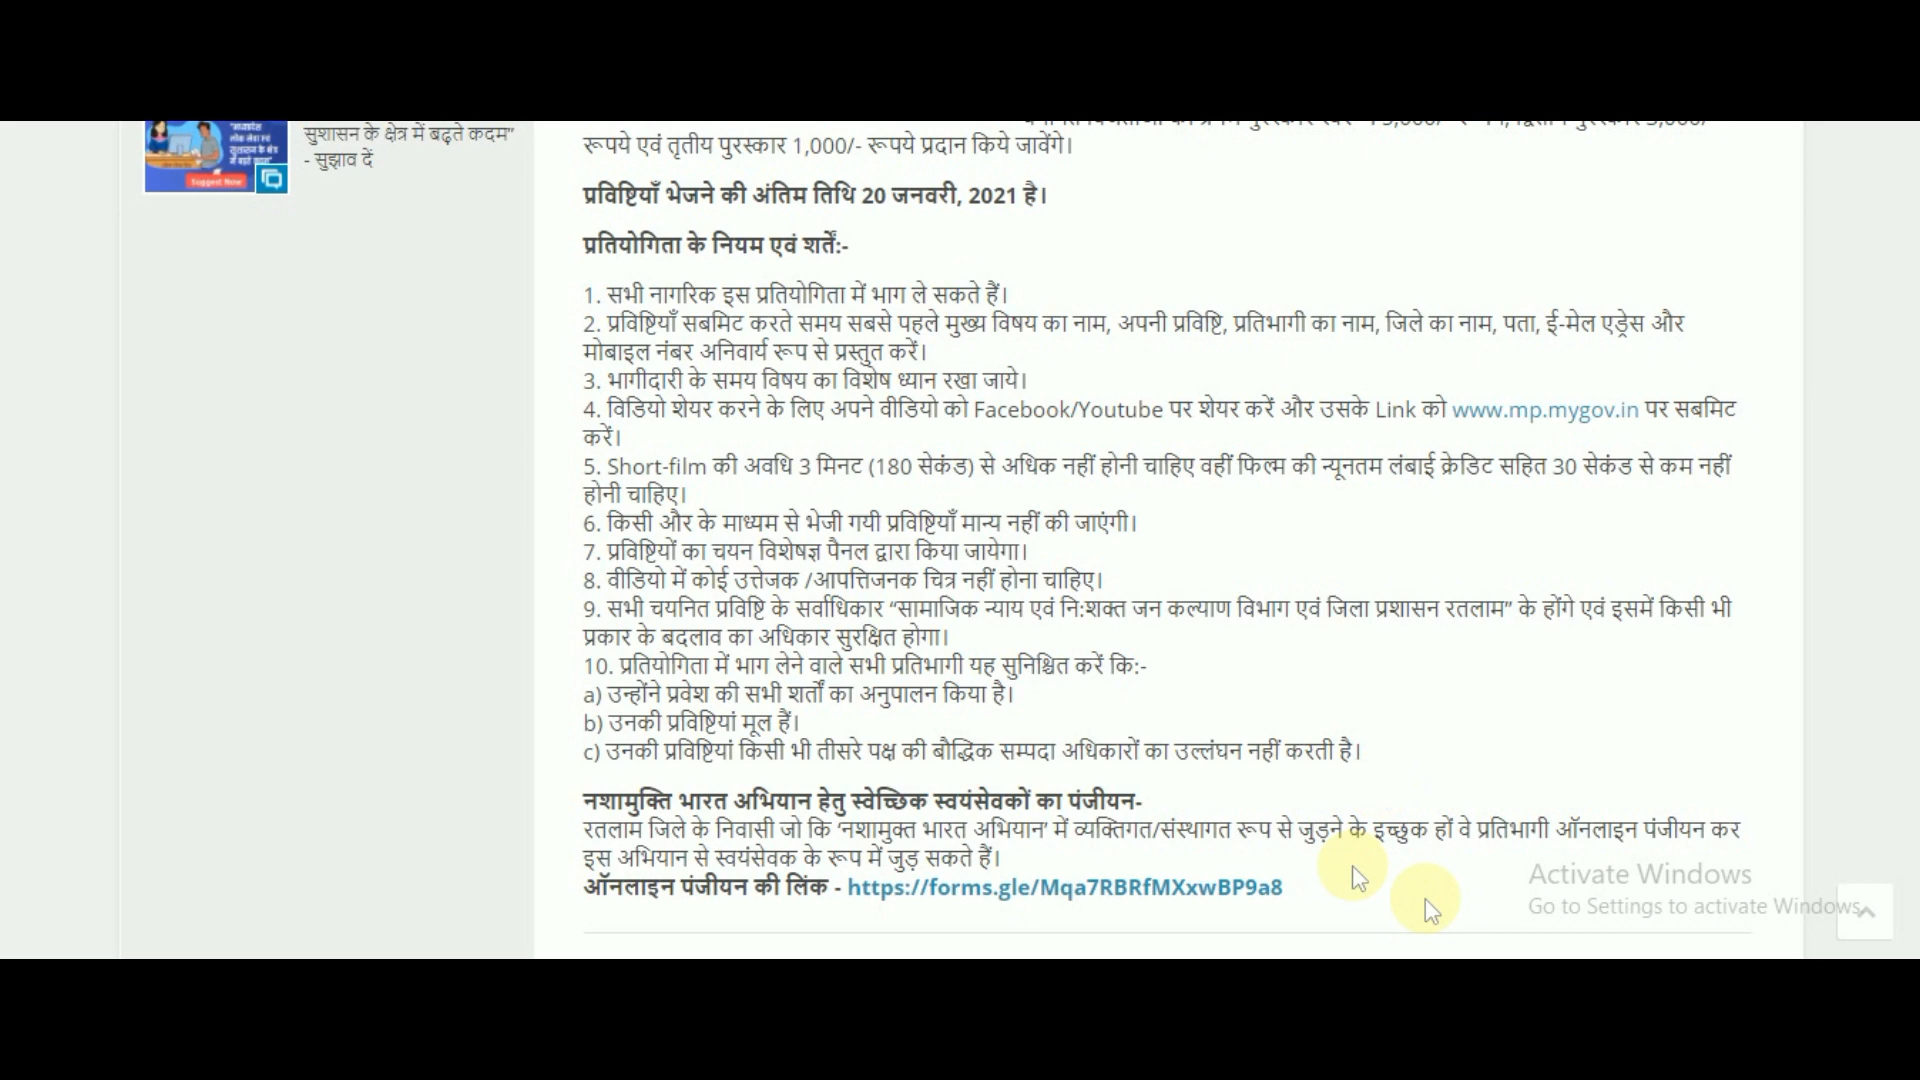 सुशासन के क्षेत्र में बढ़ते कदम”
- सुझाव दें
Suggest Now
रूपये एवं तृतीय पुरस्कार 1,000/- रूपये प्रदान किये जावेंगे।
प्रविष्टियाँ भेजने की अंतिम तिथि 20 जनवरी, 2021 है।
प्रतियोगिता के नियम एवं शर्तें:-
1. सभी नागरिक इस प्रतियोगिता में भाग ले सकते हैं।
2. प्रविष्टियाँ सबमिट करते समय सबसे पहले मुख्य विषय का नाम, अपनी प्रविष्टि, प्रतिभागी का नाम, जिले का नाम, पता, ई-मेल एड्रेस और
मोबाइल नंबर अनिवार्य रूप से प्रस्तुत करें।
3. भागीदारी के समय विषय का विशेष ध्यान रखा जाये।
4. विडियो शेयर करने के लिए अपने वीडियो को Facebook/Youtube पर शेयर करें और उसके Link को www.mp.mygov.in पर सबमिट
करें।
5. Short-film की अवधि 3 मिनट (180 सेकंड) से अधिक नहीं होनी चाहिए वहीं फिल्म की न्यूनतम लंबाई क्रेडिट सहित 30 सेकंड से कम नहीं
होनी चाहिए।
6. किसी और के माध्यम से भेजी गयी प्रविष्टियाँ मान्य नहीं की जाएंगी।
7. प्रविष्टियों का चयन विशेषज्ञ पैनल द्वारा किया जायेगा।
8. वीडियो में कोई उत्तेजक /आपत्तिजनक चित्र नहीं होना चाहिए।
9. सभी चयनित प्रविष्टि के सर्वाधिकार “सामाजिक न्याय एवं नि:शक्त जन कल्याण विभाग एवं जिला प्रशासन रतलाम” के होंगे एवं इसमें किसी भी
प्रकार के बदलाव का अधिकार सुरक्षित होगा।
10. प्रतियोगिता में भाग लेने वाले सभी प्रतिभागी यह सुनिश्चित करें कि:-
a) उन्होंने प्रवेश की सभी शर्तों का अनुपालन किया है।
b) उनकी प्रविष्टियां मूल हैं।
c) उनकी प्रविष्टियां किसी भी तीसरे पक्ष की बौद्धिक सम्पदा अधिकारों का उल्लंघन नहीं करती है।
नशामुक्ति भारत अभियान हेतु स्वेच्छिक स्वयंसेवकों का पंजीयन-
रतलाम जिले के निवासी जो कि ‘नशामुक्त भारत अभियान’ में व्यक्तिगत/संस्थागत रूप से जुड़ने के इच्छुक हों वे प्रतिभागी ऑनलाइन पंजीयन कर
इस अभियान से स्वयंसेवक के रूप में जुड़ सकते हैं।
ऑनलाइन पंजीयन की लिंक - https://forms.gle/Mqa7RBRfMXxwBP9a8
Activate Windows
Go to Settings to activate Windows.